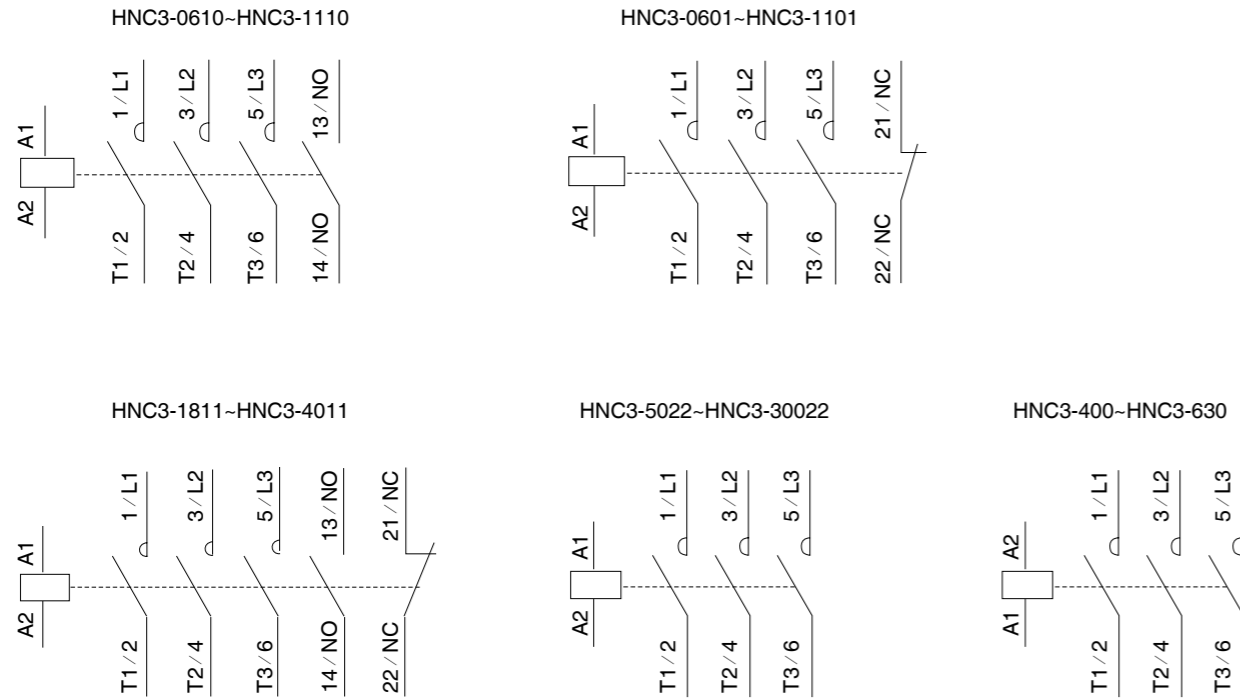 HNC3-0610~HNC3-1110
A1
A2
1 / L1
3 / L2
5 / L3
13 / NO
T1 / 2
T2 / 4
T3 / 6
14 / NO
HNC3-0601~HNC3-1101
A1
A2
1 / L1
3 / L2
5 / L3
21 / NC
T1 / 2
T2 / 4
T3 / 6
22 / NC
HNC3-1811~HNC3-4011
A1
A2
1 / L1
3 / L2
5 / L3
13 / NO
21 / NC
T1 / 2
T2 / 4
T3 / 6
14 / NO
22 / NC
HNC3-5022~HNC3-30022
A1
A2
1 / L1
3 / L2
5 / L3
T1 / 2
T2 / 4
T3 / 6
HNC3-400~HNC3-630
A2
A1
1 / L1
3 / L2
5 / L3
T1 / 2
T2 / 4
T3 / 6